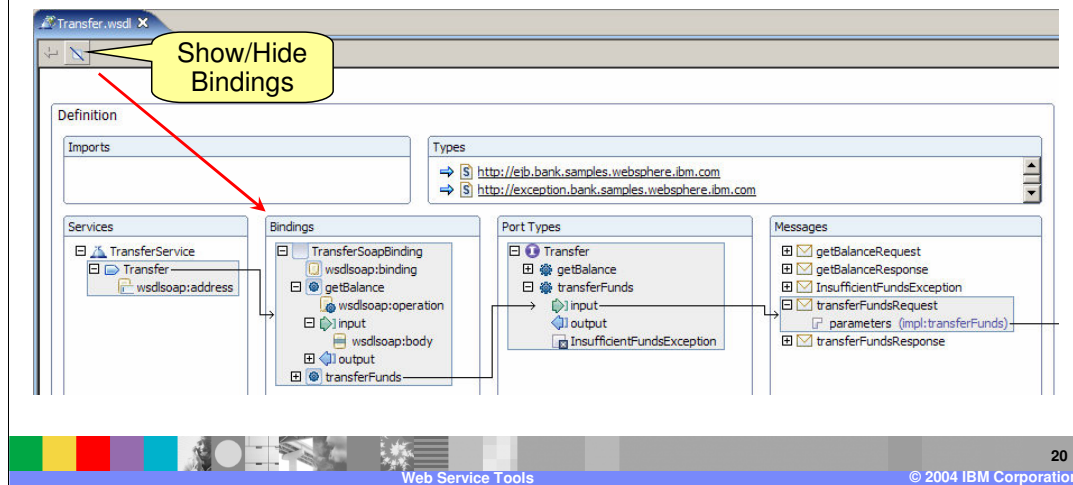 Transfer.wsdl
Show/Hide
Bindings
Definition
Imports
Types
S http://ejb.bank.samples.websphere.ibm.com
S http://exception.bank.samples.websphere.ibm.com
Services
TransferService
Transfer
wsdlsoap:address
Bindings
TransferSoapBinding
wsdlsoap:binding
getBalance
wsdlsoap:operation
input
wsdlsoap:body
output
transferFunds
Port Types
Transfer
getBalance
transferFunds
input
output
InsufficientFundsException
Messages
getBalanceRequest
getBalanceResponse
InsufficientFundsException
transferFundsRequest
parameters (impl:transferFunds)
transferFundsResponse
20
Web Service Tools
© 2004 IBM Corporation